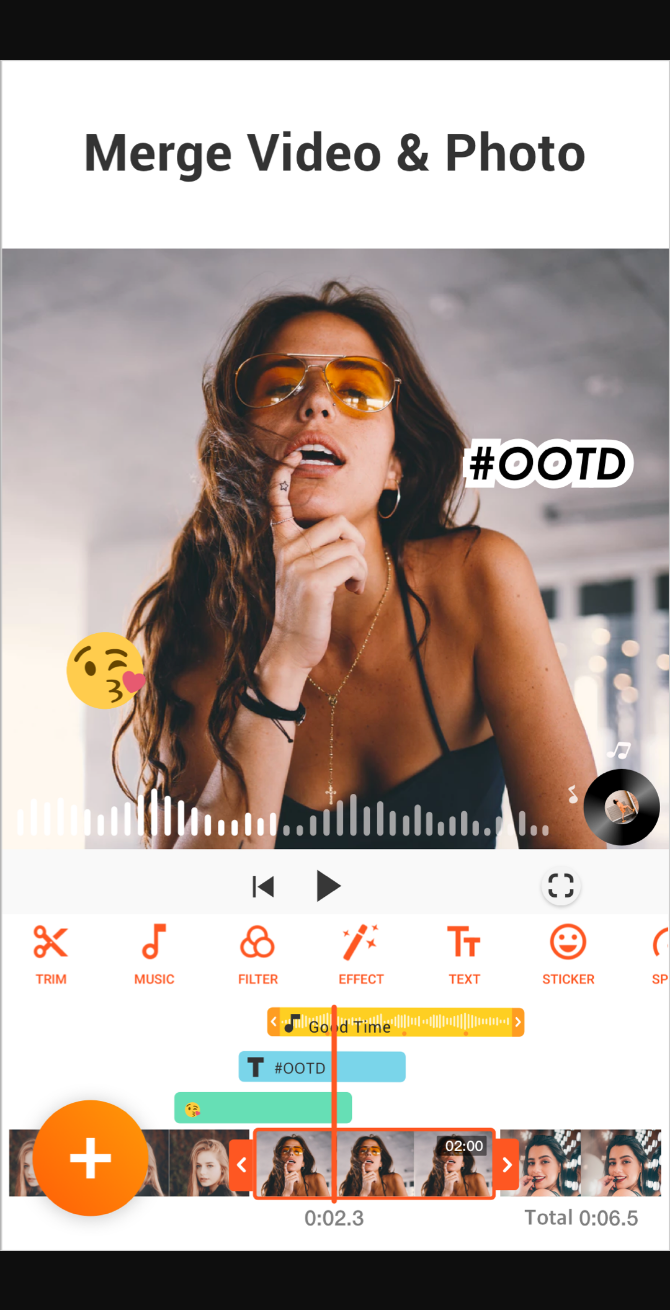 Merge Video & Photo
#OOTD
TRIM
MUSIC
FILTER
EFFECT
TEXT
STICKER
SP
Good Time
#OOTD
02:00
0:02.3
Total 0:06.5